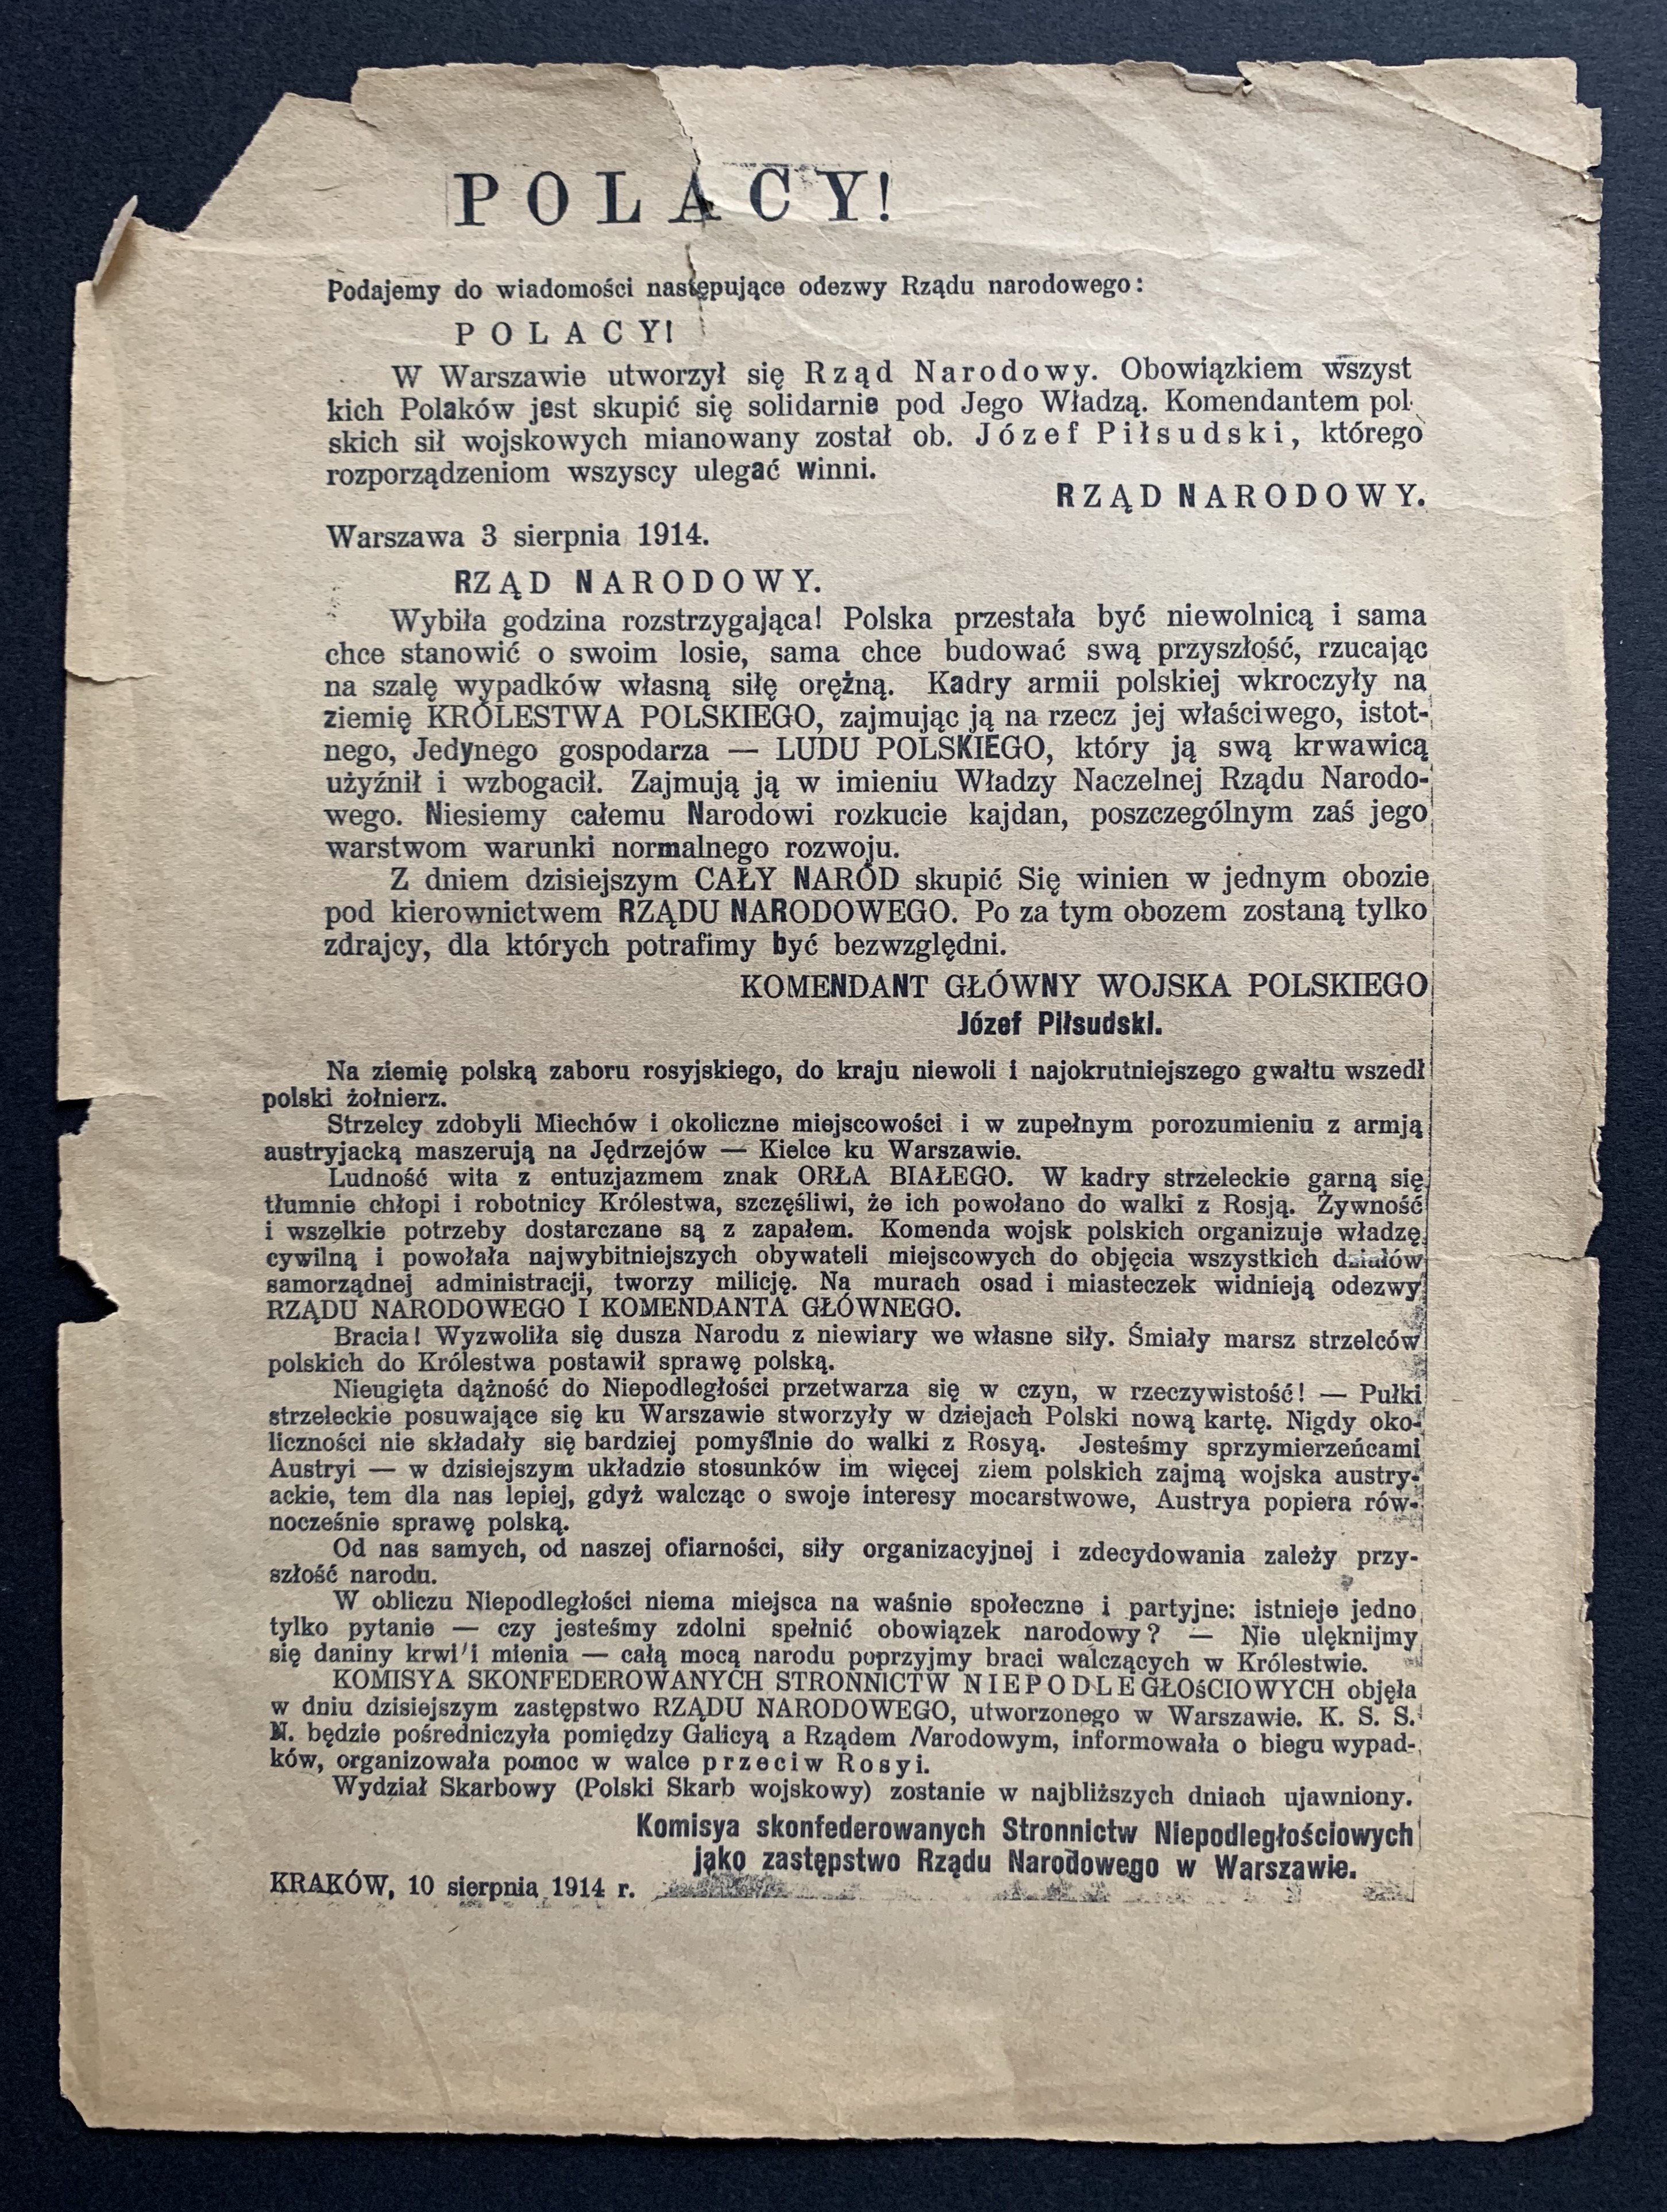 POLACY!
Podajemy do wiadomości następujące odezwy Rządu narodowego:
POLACY!
W Warszawie utworzył się Rząd Narodowy. Obowiązkiem wszyst
kich Polaków jest skupić się solidarnie pod Jego Władzą. Komendantem pol-
skich sił wojskowych mianowany został ob. Józef Piłsudski, którego
rozporządzeniom wszyscy ulegać winni.
RZĄD NARODOWY.
Warszawa 3 sierpnia 1914.
RZĄD NARODOWY.
Wybiła godzina rozstrzygająca! Polska przestała być niewolnicą i sama
chce stanowić o swoim losie, sama chce budować swą przyszłość, rzucając
na szalę wypadków własną siłę orężną. Kadry armii polskiej wkroczyły na
ziemię KRÓLESTWA POLSKIEGO, zajmując ją na rzecz jej właściwego, istot-
nego, Jedynego gospodarza — LUDU POLSKIEGO, który ją swą krwawicą
użyźnił i wzbogacił. Zajmują ją w imieniu Władzy Naczelnej Rządu Narodo-
wego. Niesiemy całemu Narodowi rozkucie kajdan, poszczególnym zaś jego
warstwom warunki normalnego rozwoju.
Z dniem dzisiejszym CAŁY NARÓD skupić Się winien w jednym obozie
pod kierownictwem RZĄDU NARODOWEGO. Po za tym obozem zostaną tylko
zdrajcy, dla których potrafimy być bezwzględni.
KOMENDANT GŁÓWNY WOJSKA POLSKIEGO
Józef Piłsudski.
Na ziemię polską zaboru rosyjskiego, do kraju niewoli i najokrutniejszego gwałtu wszedł
polski żołnierz.
Strzelcy zdobyli Miechów i okoliczne miejscowości i w zupełnym porozumieniu z armją
austryjacką maszerują na Jędrzejów — Kielce ku Warszawie.
Ludność wita z entuzjazmem znak ORŁA BIAŁEGO. W kadry strzeleckie garną się
tłumnie chłopi i robotnicy Królestwa, szczęśliwi, że ich powołano do walki z Rosją. Żywność
i wszelkie potrzeby dostarczane są z zapałem. Komenda wojsk polskich organizuje władzę
cywilną i powołała najwybitniejszych obywateli miejscowych do objęcia wszystkich działów
samorządnej administracji, tworzy milicję. Na murach osad i miasteczek widnieją odezwy
RZĄDU NARODOWEGO I KOMENDANTA GŁÓWNEGO.
Bracia! Wyzwoliła się dusza Narodu z niewiary we własne siły. Śmiały marsz strzelców
polskich do Królestwa postawił sprawę polską.
Nieugięta dążność do Niepodległości przetwarza się w czyn, w rzeczywistość! — Pułki
strzeleckie posuwające się ku Warszawie stworzyły w dziejach Polski nową kartę. Nigdy oko-
liczności nie składały się bardziej pomyślnie do walki z Rosyą. Jesteśmy sprzymierzeńcami
Austryi — w dzisiejszym układzie stosunków im więcej ziem polskich zajmą wojska austry-
ackie, tem dla nas lepiej, gdyż walcząc o swoje interesy mocarstwowe, Austrya popiera rów-
nocześnie sprawę polską.
Od nas samych, od naszej ofiarności, siły organizacyjnej i zdecydowania zależy przy-
szłość narodu.
W obliczu Niepodległości niema miejsca na waśnie społeczne i partyjne: istnieje jedno
tylko pytanie — czy jesteśmy zdolni spełnić obowiązek narodowy? — Nie ulęknijmy
się daniny krwi i mienia — całą mocą narodu poprzyjmy braci walczących w Królestwie.
KOMISYA SKONFEDEROWANYCH STRONNICTW NIEPODLEGŁOśCIOWYCH objęła
w dniu dzisiejszym zastępstwo RZĄDU NARODOWEGO, utworzonego w Warszawie. K. S. S.
N. będzie pośredniczyła pomiędzy Galicyą a Rządem Narodowym, informowała o biegu wypad-
ków, organizowała pomoc w walce przeciw Rosyi.
Wydział Skarbowy (Polski Skarb wojskowy) zostanie w najbliższych dniach ujawniony.
Komisya skonfederowanych Stronnictw Niepodległościowych
jako zastępstwo Rządu Narodowego w Warszawie.
KRAKÓW, 10 sierpnia 1914 r.